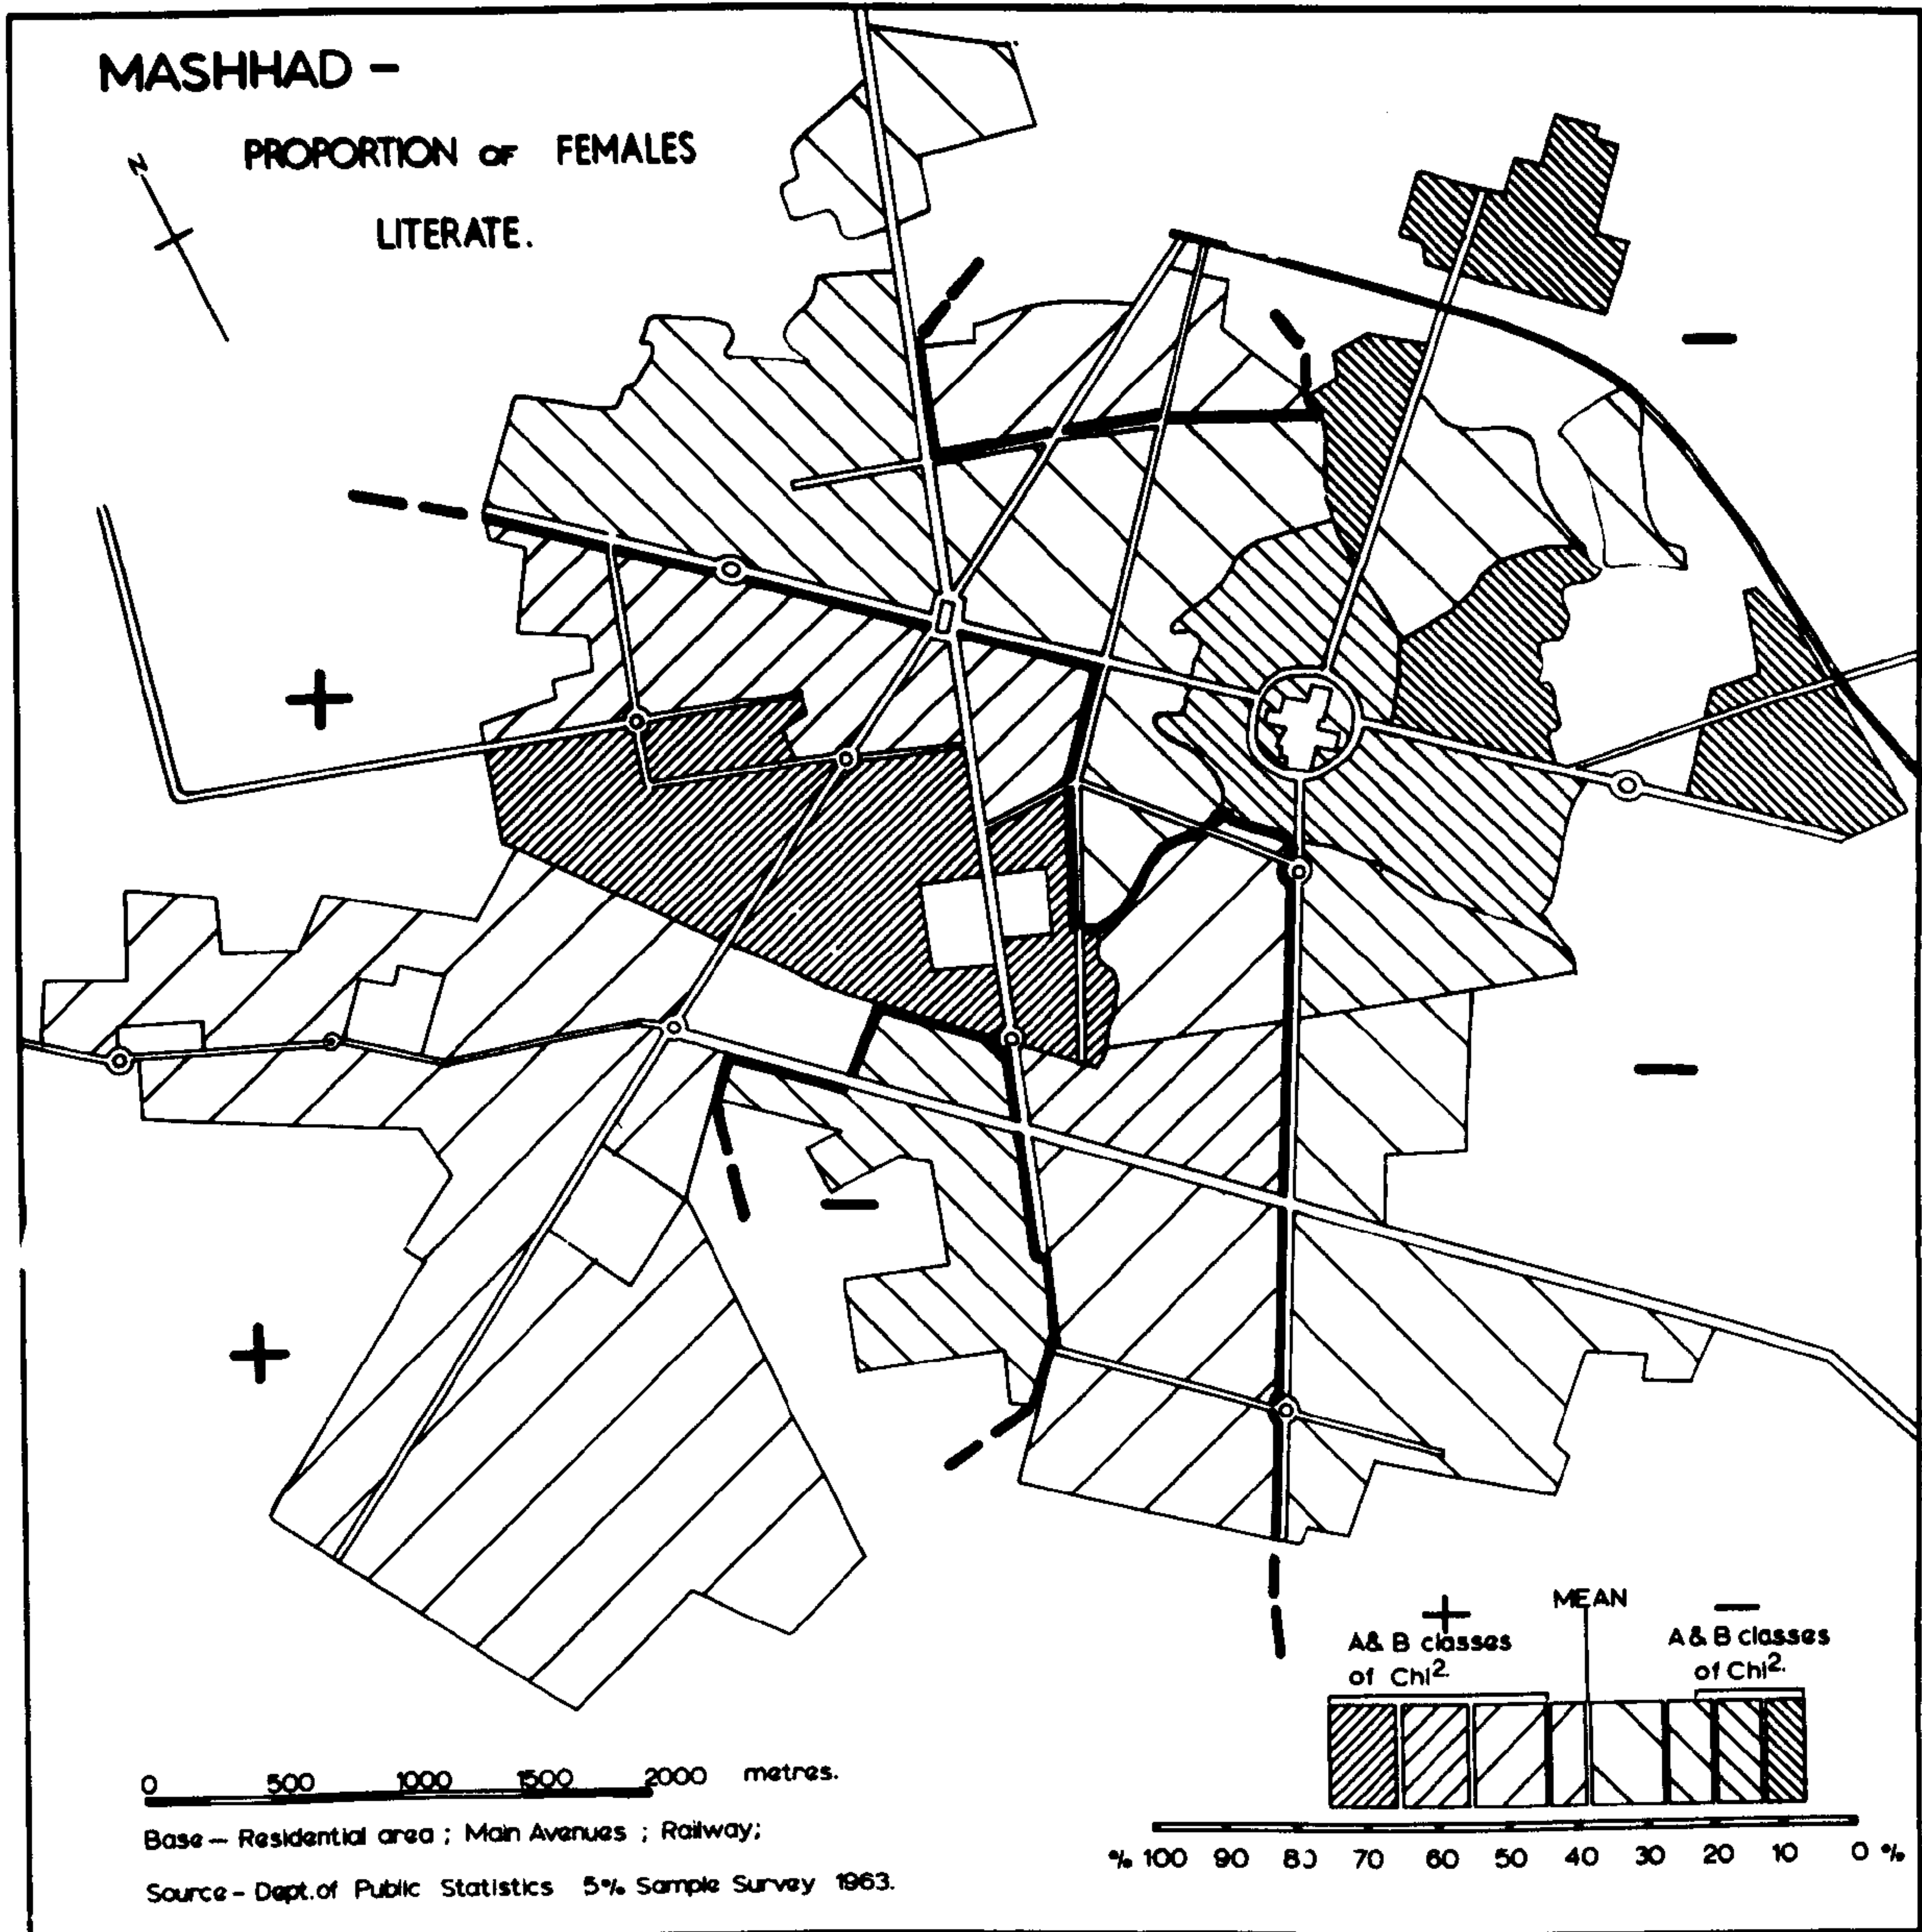 MASHHAD –
PROPORTION OF FEMALES
LITERATE.
N
+
–
–
–
+
+ MEAN –
A & B classes of Chi².
A & B classes of Chi².
0 500 1000 1500 2000 metres.
% 100 90 80 70 60 50 40 30 20 10 0 %
Base – Residential area ; Main Avenues ; Railway;
Source – Dept. of Public Statistics 5% Sample Survey 1963.